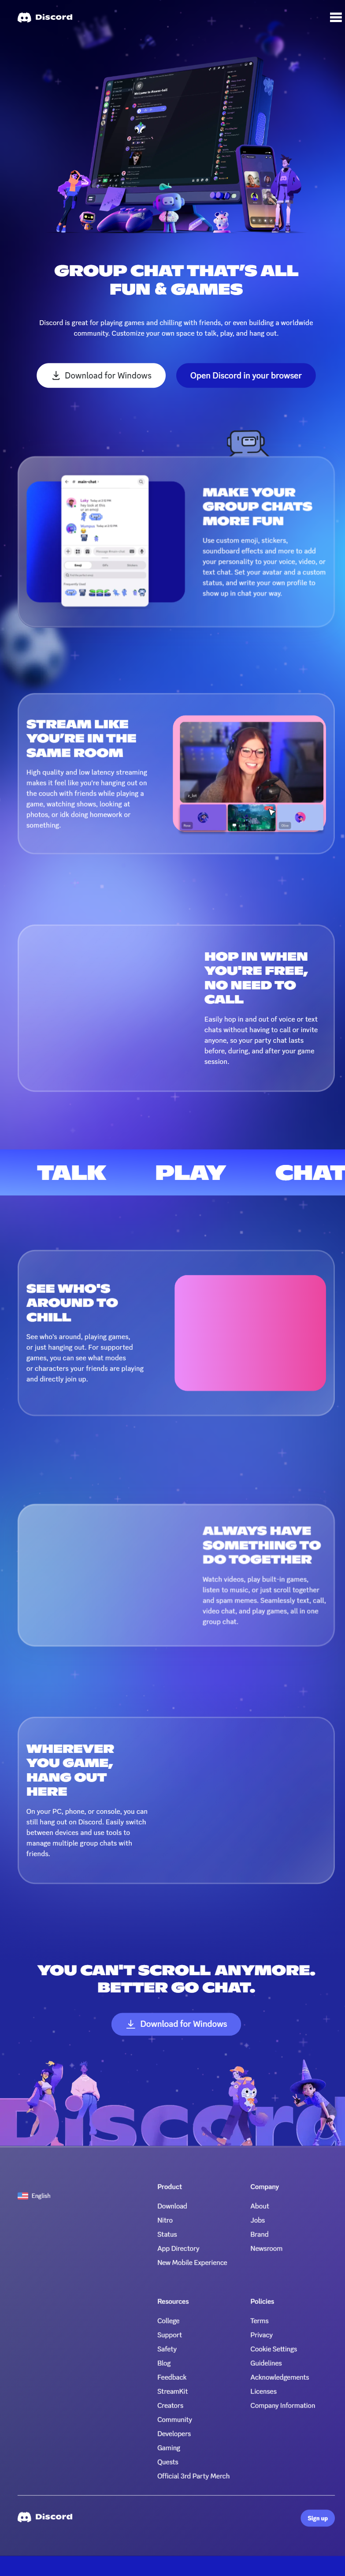 Discord
GROUP CHAT THAT'S ALL
FUN & GAMES
Discord is great for playing games and chilling with friends, or even building a worldwide
community. Customize your own space to talk, play, and hang out.
Download for Windows
Open Discord in your browser
main-chat
MAKE YOUR
GROUP CHATS
MORE FUN
Use custom emoji, stickers,
soundboard effects and more to add
your personality to your voice, video, or
text chat. Set your avatar and a custom
status, and write your own profile to
show up in chat your way.
STREAM LIKE
YOU'RE IN THE
SAME ROOM
High quality and low latency streaming
makes it feel like you're hanging out on
the couch with friends while playing a
game, watching shows, looking at
photos, or idk doing homework or
something.
HOP IN WHEN
YOU'RE FREE,
NO NEED TO
CALL
Easily hop in and out of voice or text
chats without having to call or invite
anyone, so your party chat lasts
before, during, and after your game
session.
TALK PLAY CHAT
SEE WHO'S
AROUND TO
CHILL
See who's around, playing games,
or just hanging out. For supported
games, you can see what modes
or characters your friends are playing
and directly join up.
ALWAYS HAVE
SOMETHING TO
DO TOGETHER
Watch videos, play built-in games,
listen to music, or just scroll together
and spam memes. Seamlessly text, call,
video chat, and play games, all in one
group chat.
WHEREVER
YOU GAME,
HANG OUT
HERE
On your PC, phone, or console, you can
still hang out on Discord. Easily switch
between devices and use tools to
manage multiple group chats with
friends.
YOU CAN'T SCROLL ANYMORE.
BETTER GO CHAT.
Download for Windows
Discord
English
Product
Download
Nitro
Status
App Directory
New Mobile Experience
Company
About
Jobs
Brand
Newsroom
Resources
College
Support
Safety
Blog
Feedback
StreamKit
Creators
Community
Developers
Gaming
Quests
Official 3rd Party Merch
Policies
Terms
Privacy
Cookie Settings
Guidelines
Acknowledgements
Licenses
Company Information
Discord
Sign up